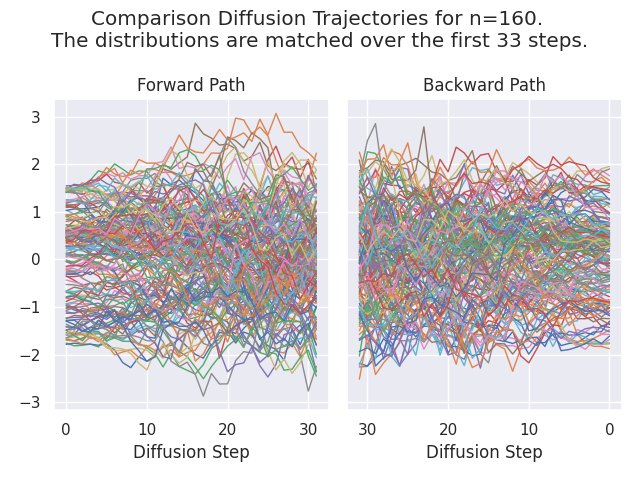 Comparison Diffusion Trajectories for n=160.
The distributions are matched over the first 33 steps.
Forward Path
Backward Path
3
2
1
0
−1
−2
−3
0 10 20 30
30 20 10 0
Diffusion Step
Diffusion Step